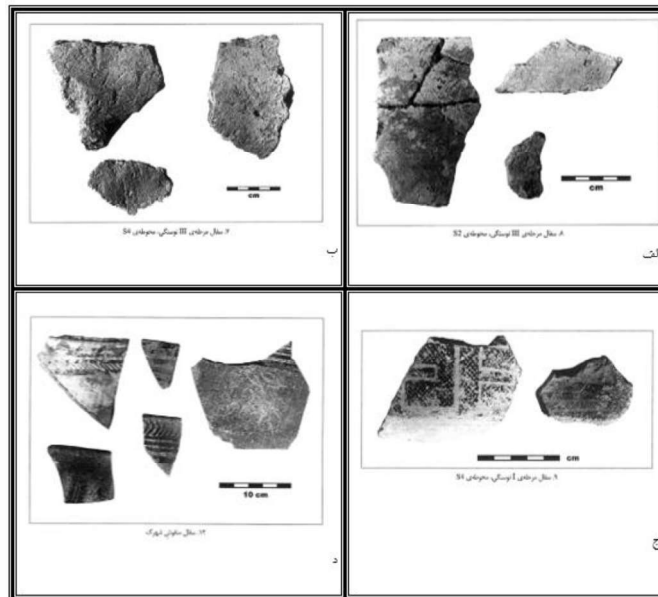 cm
۸. سفال مرحله‌ی III نوسنگی، محوطه‌ی S2
الف
cm
۷. سفال مرحله‌ی III نوسنگی، محوطه‌ی S4
ب
cm
۹. سفال مرحله‌ی I نوسنگی، محوطه‌ی S4
ج
10 cm
۱۲. سفال منقوش شهرک
د